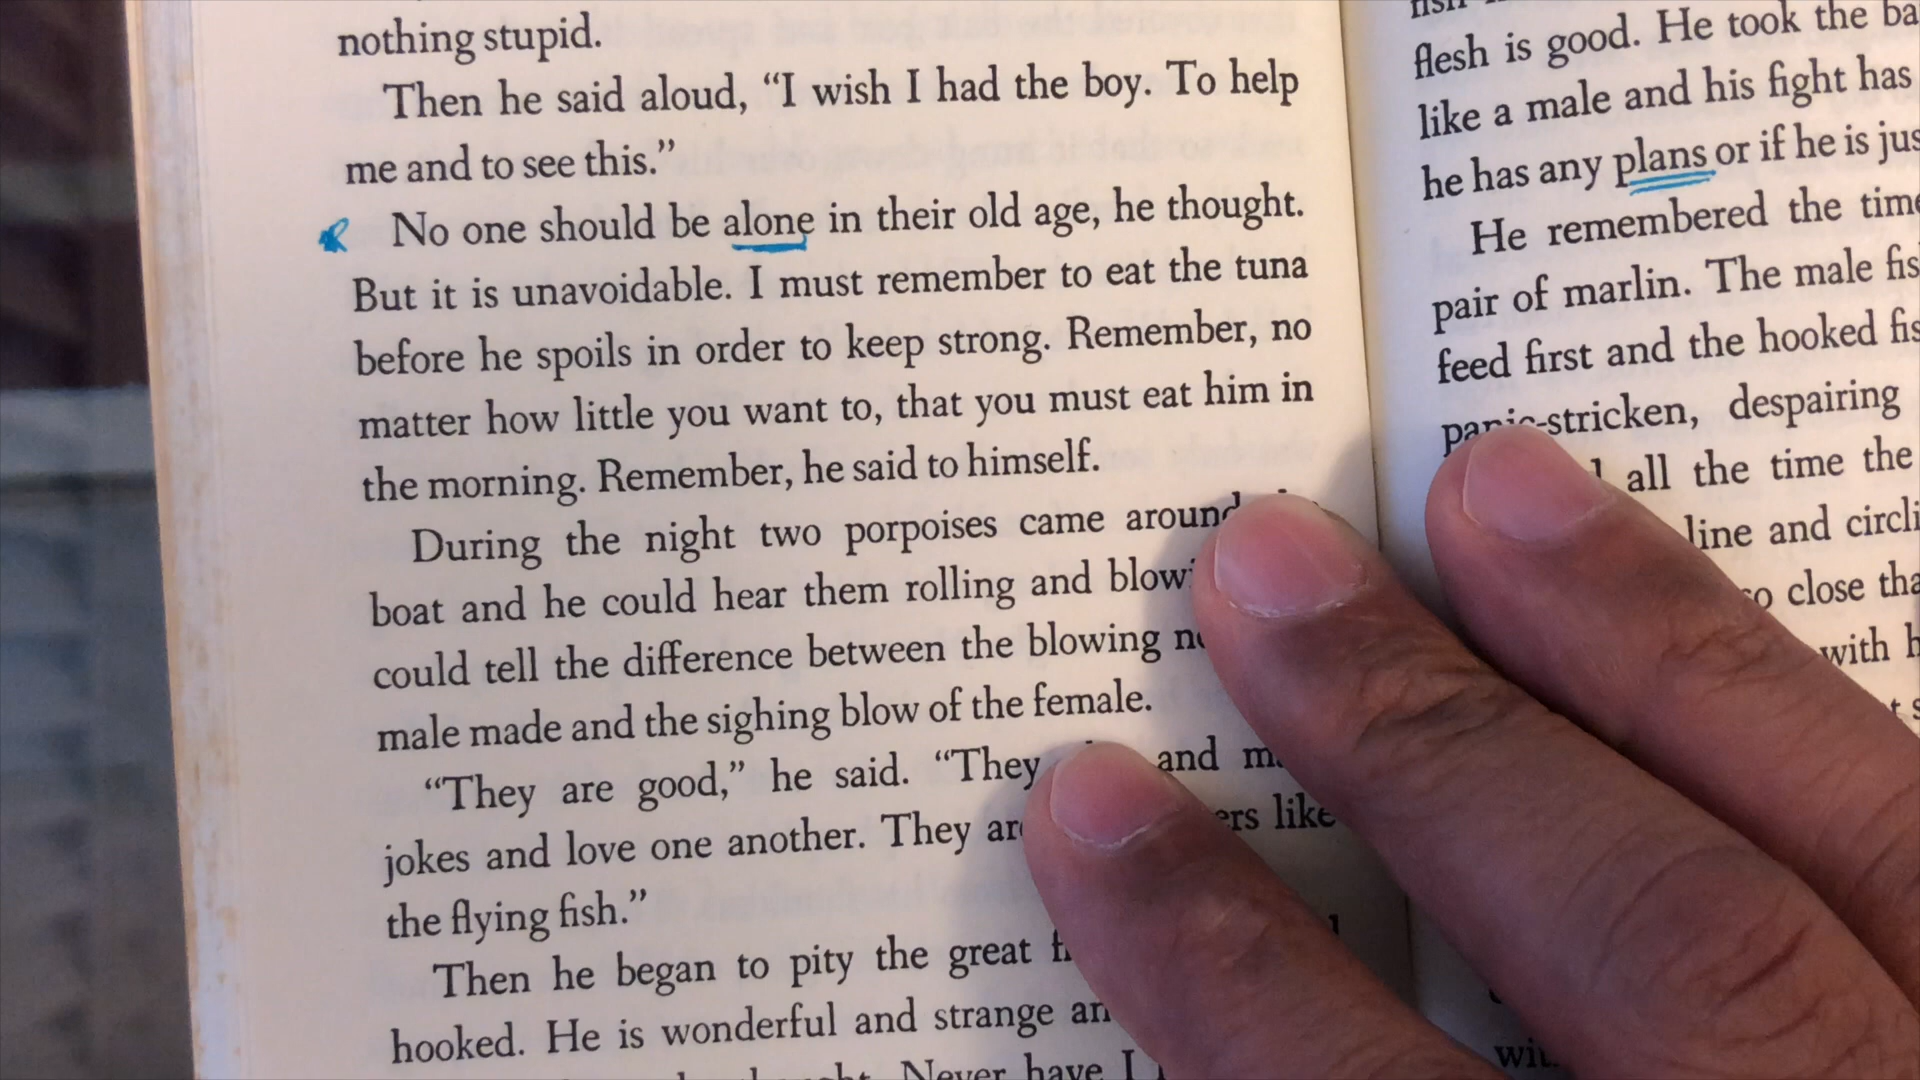 nothing stupid.
Then he said aloud, “I wish I had the boy. To help
me and to see this.”
No one should be alone in their old age, he thought.
But it is unavoidable. I must remember to eat the tuna
before he spoils in order to keep strong. Remember, no
matter how little you want to, that you must eat him in
the morning. Remember, he said to himself.
During the night two porpoises came around
boat and he could hear them rolling and
could tell the difference between the blowing
male made and the sighing blow of the female.
“They are good,” he said. “They and
jokes and love one another. They like
the flying fish.”
Then he began to pity the great
hooked. He is wonderful and strange
Never have I
flesh is good. He took the
like a male and his fight has
he has any plans or if he is
He remembered the
pair of marlin. The male
feed first and the hooked
stricken, despairing
all the time the
line and
close
with